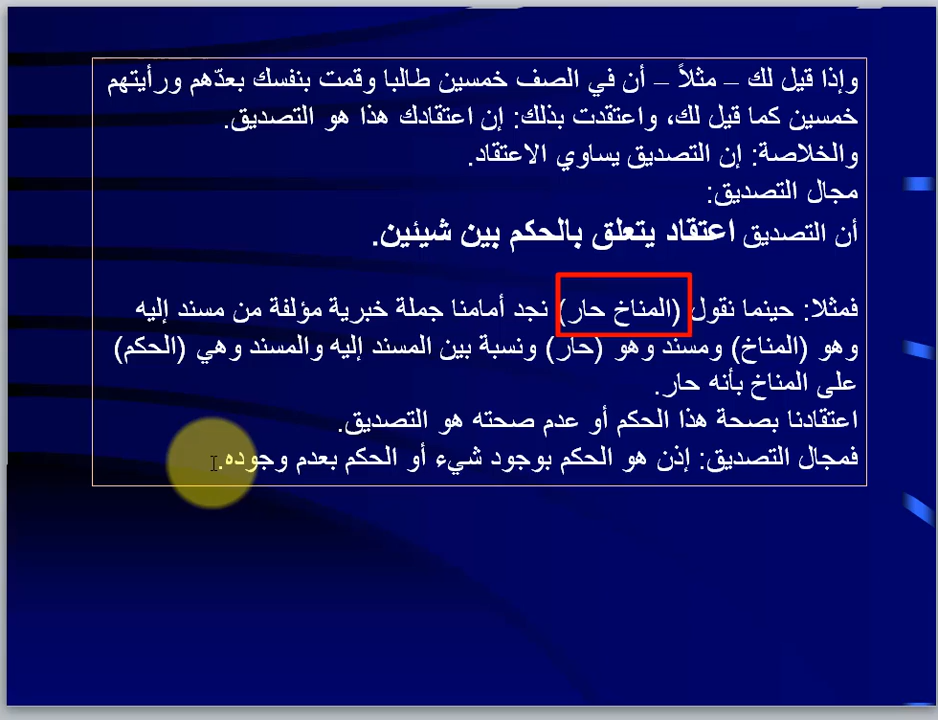 وإذا قيل لك – مثلاً – أن في الصف خمسين طالبا وقمت بنفسك بعدّهم ورأيتهم
خمسين كما قيل لك، واعتقدت بذلك: إن اعتقادك هذا هو التصديق.
والخلاصة: إن التصديق يساوي الاعتقاد.
مجال التصديق:
أن التصديق اعتقاد يتعلق بالحكم بين شيئين.
فمثلا: حينما نقول (المناخ حار) نجد أمامنا جملة خبرية مؤلفة من مسند إليه
وهو (المناخ) ومسند وهو (حار) ونسبة بين المسند إليه والمسند وهي (الحكم)
على المناخ بأنه حار.
اعتقادنا بصحة هذا الحكم أو عدم صحته هو التصديق.
فمجال التصديق: إذن هو الحكم بوجود شيء أو الحكم بعدم وجوده.